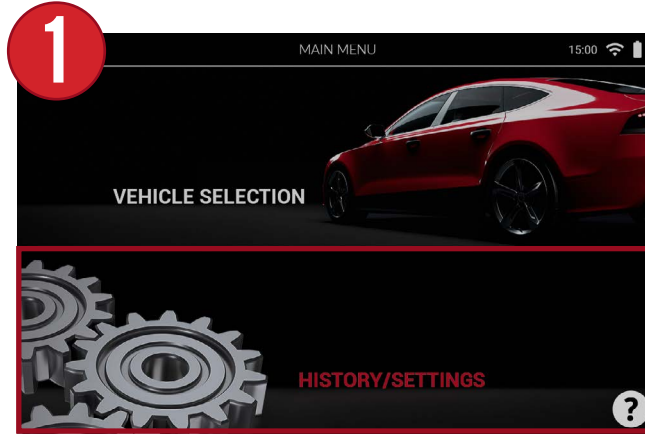 1
MAIN MENU
15:00
VEHICLE SELECTION
HISTORY/SETTINGS
?